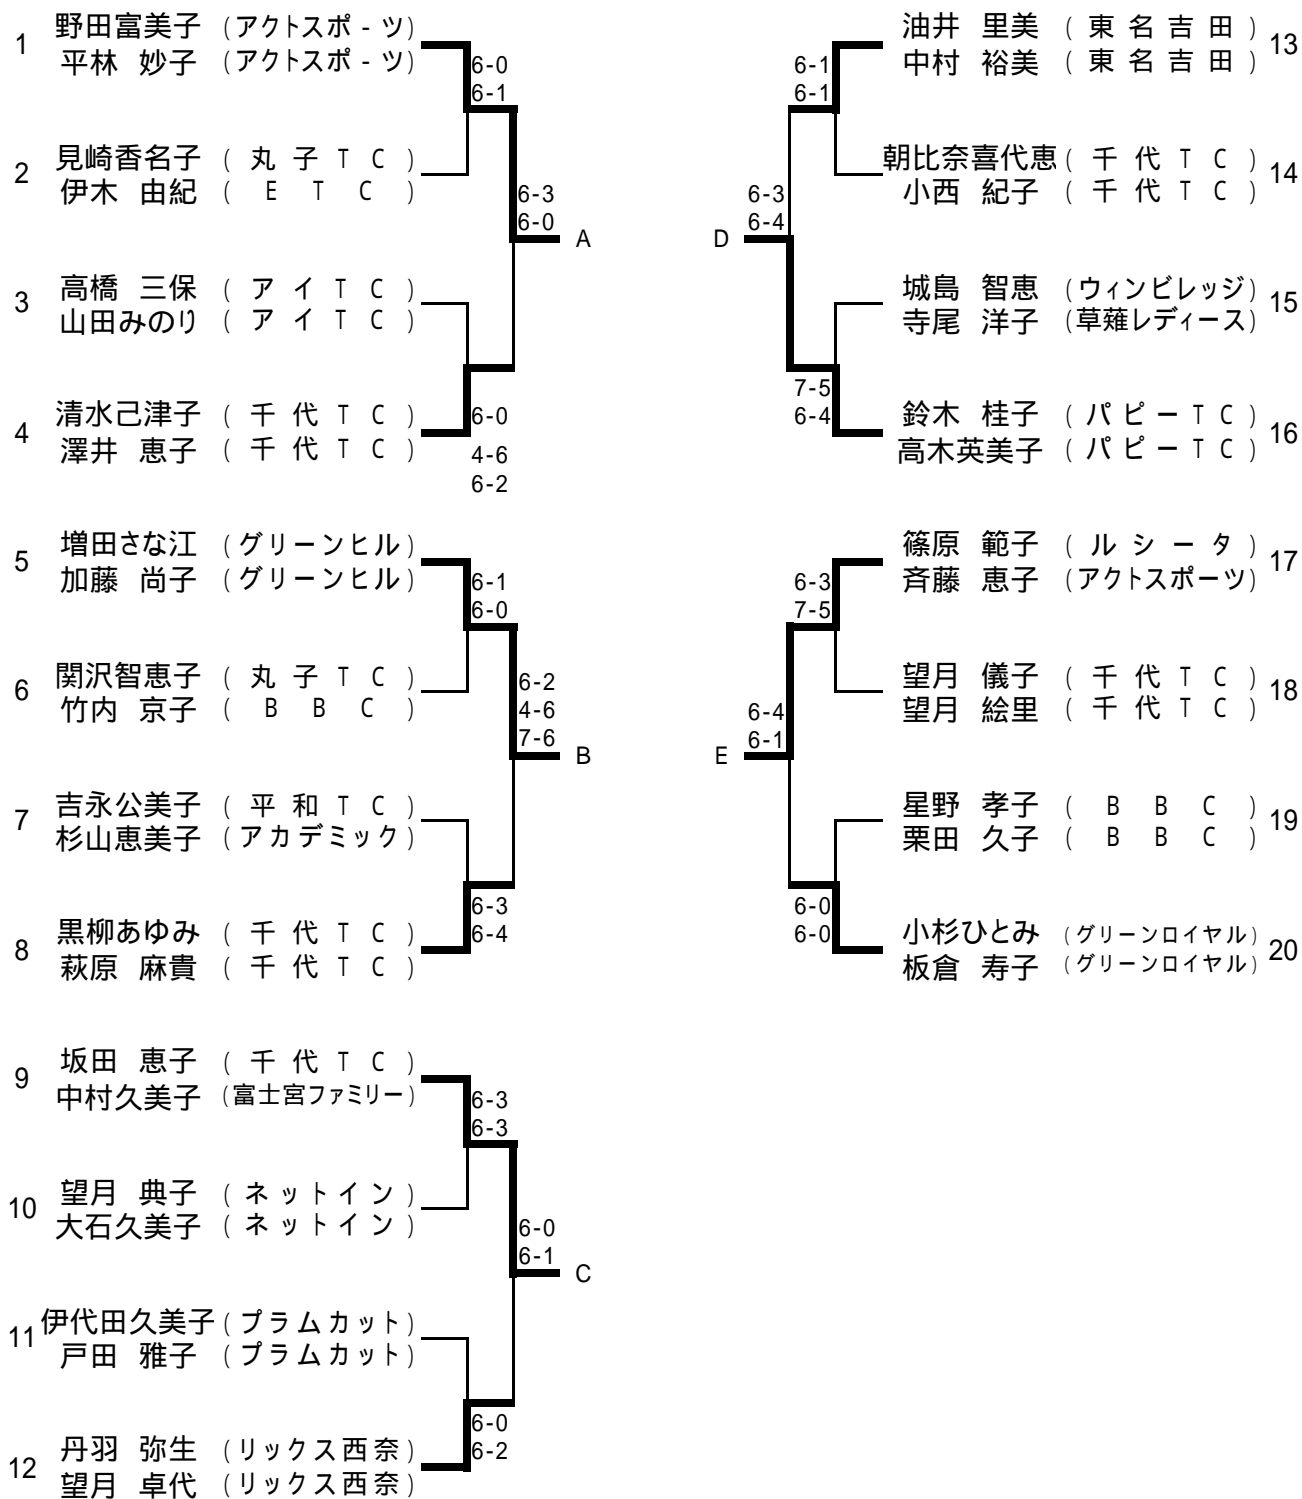 1 野田富美子 (アクトスポ-ツ)
平林 妙子 (アクトスポ-ツ)
6-0
6-1
2 見崎香名子 (丸子TC)
伊木 由紀 (ETC)
6-3
6-0
A
3 高橋 三保 (アイTC)
山田みのり (アイTC)
4 清水己津子 (千代TC)
澤井 恵子 (千代TC)
6-0
4-6
6-2
5 増田さな江 (グリーンヒル)
加藤 尚子 (グリーンヒル)
6-1
6-0
6 関沢智恵子 (丸子TC)
竹内 京子 (BBC)
6-2
4-6
7-6
B
7 吉永公美子 (平和TC)
杉山恵美子 (アカデミック)
8 黒柳あゆみ (千代TC)
萩原 麻貴 (千代TC)
6-3
6-4
9 坂田 恵子 (千代TC)
中村久美子 (富士宮ファミリー)
6-3
6-3
10 望月 典子 (ネットイン)
大石久美子 (ネットイン)
6-0
6-1
C
11 伊代田久美子 (プラムカット)
戸田 雅子 (プラムカット)
12 丹羽 弥生 (リックス西奈)
望月 卓代 (リックス西奈)
6-0
6-2
油井 里美 (東名吉田) 13
中村 裕美 (東名吉田)
6-1
6-1
朝比奈喜代恵 (千代TC) 14
小西 紀子 (千代TC)
6-3
6-4
D
城島 智恵 (ウィンビレッジ) 15
寺尾 洋子 (草薙レディース)
鈴木 桂子 (パピーTC) 16
高木英美子 (パピーTC)
7-5
6-4
篠原 範子 (ルシータ) 17
斉藤 恵子 (アクトスポーツ)
6-3
7-5
望月 儀子 (千代TC) 18
望月 絵里 (千代TC)
6-4
6-1
E
星野 孝子 (BBC) 19
栗田 久子 (BBC)
小杉ひとみ (グリーンロイヤル) 20
板倉 寿子 (グリーンロイヤル)
6-0
6-0